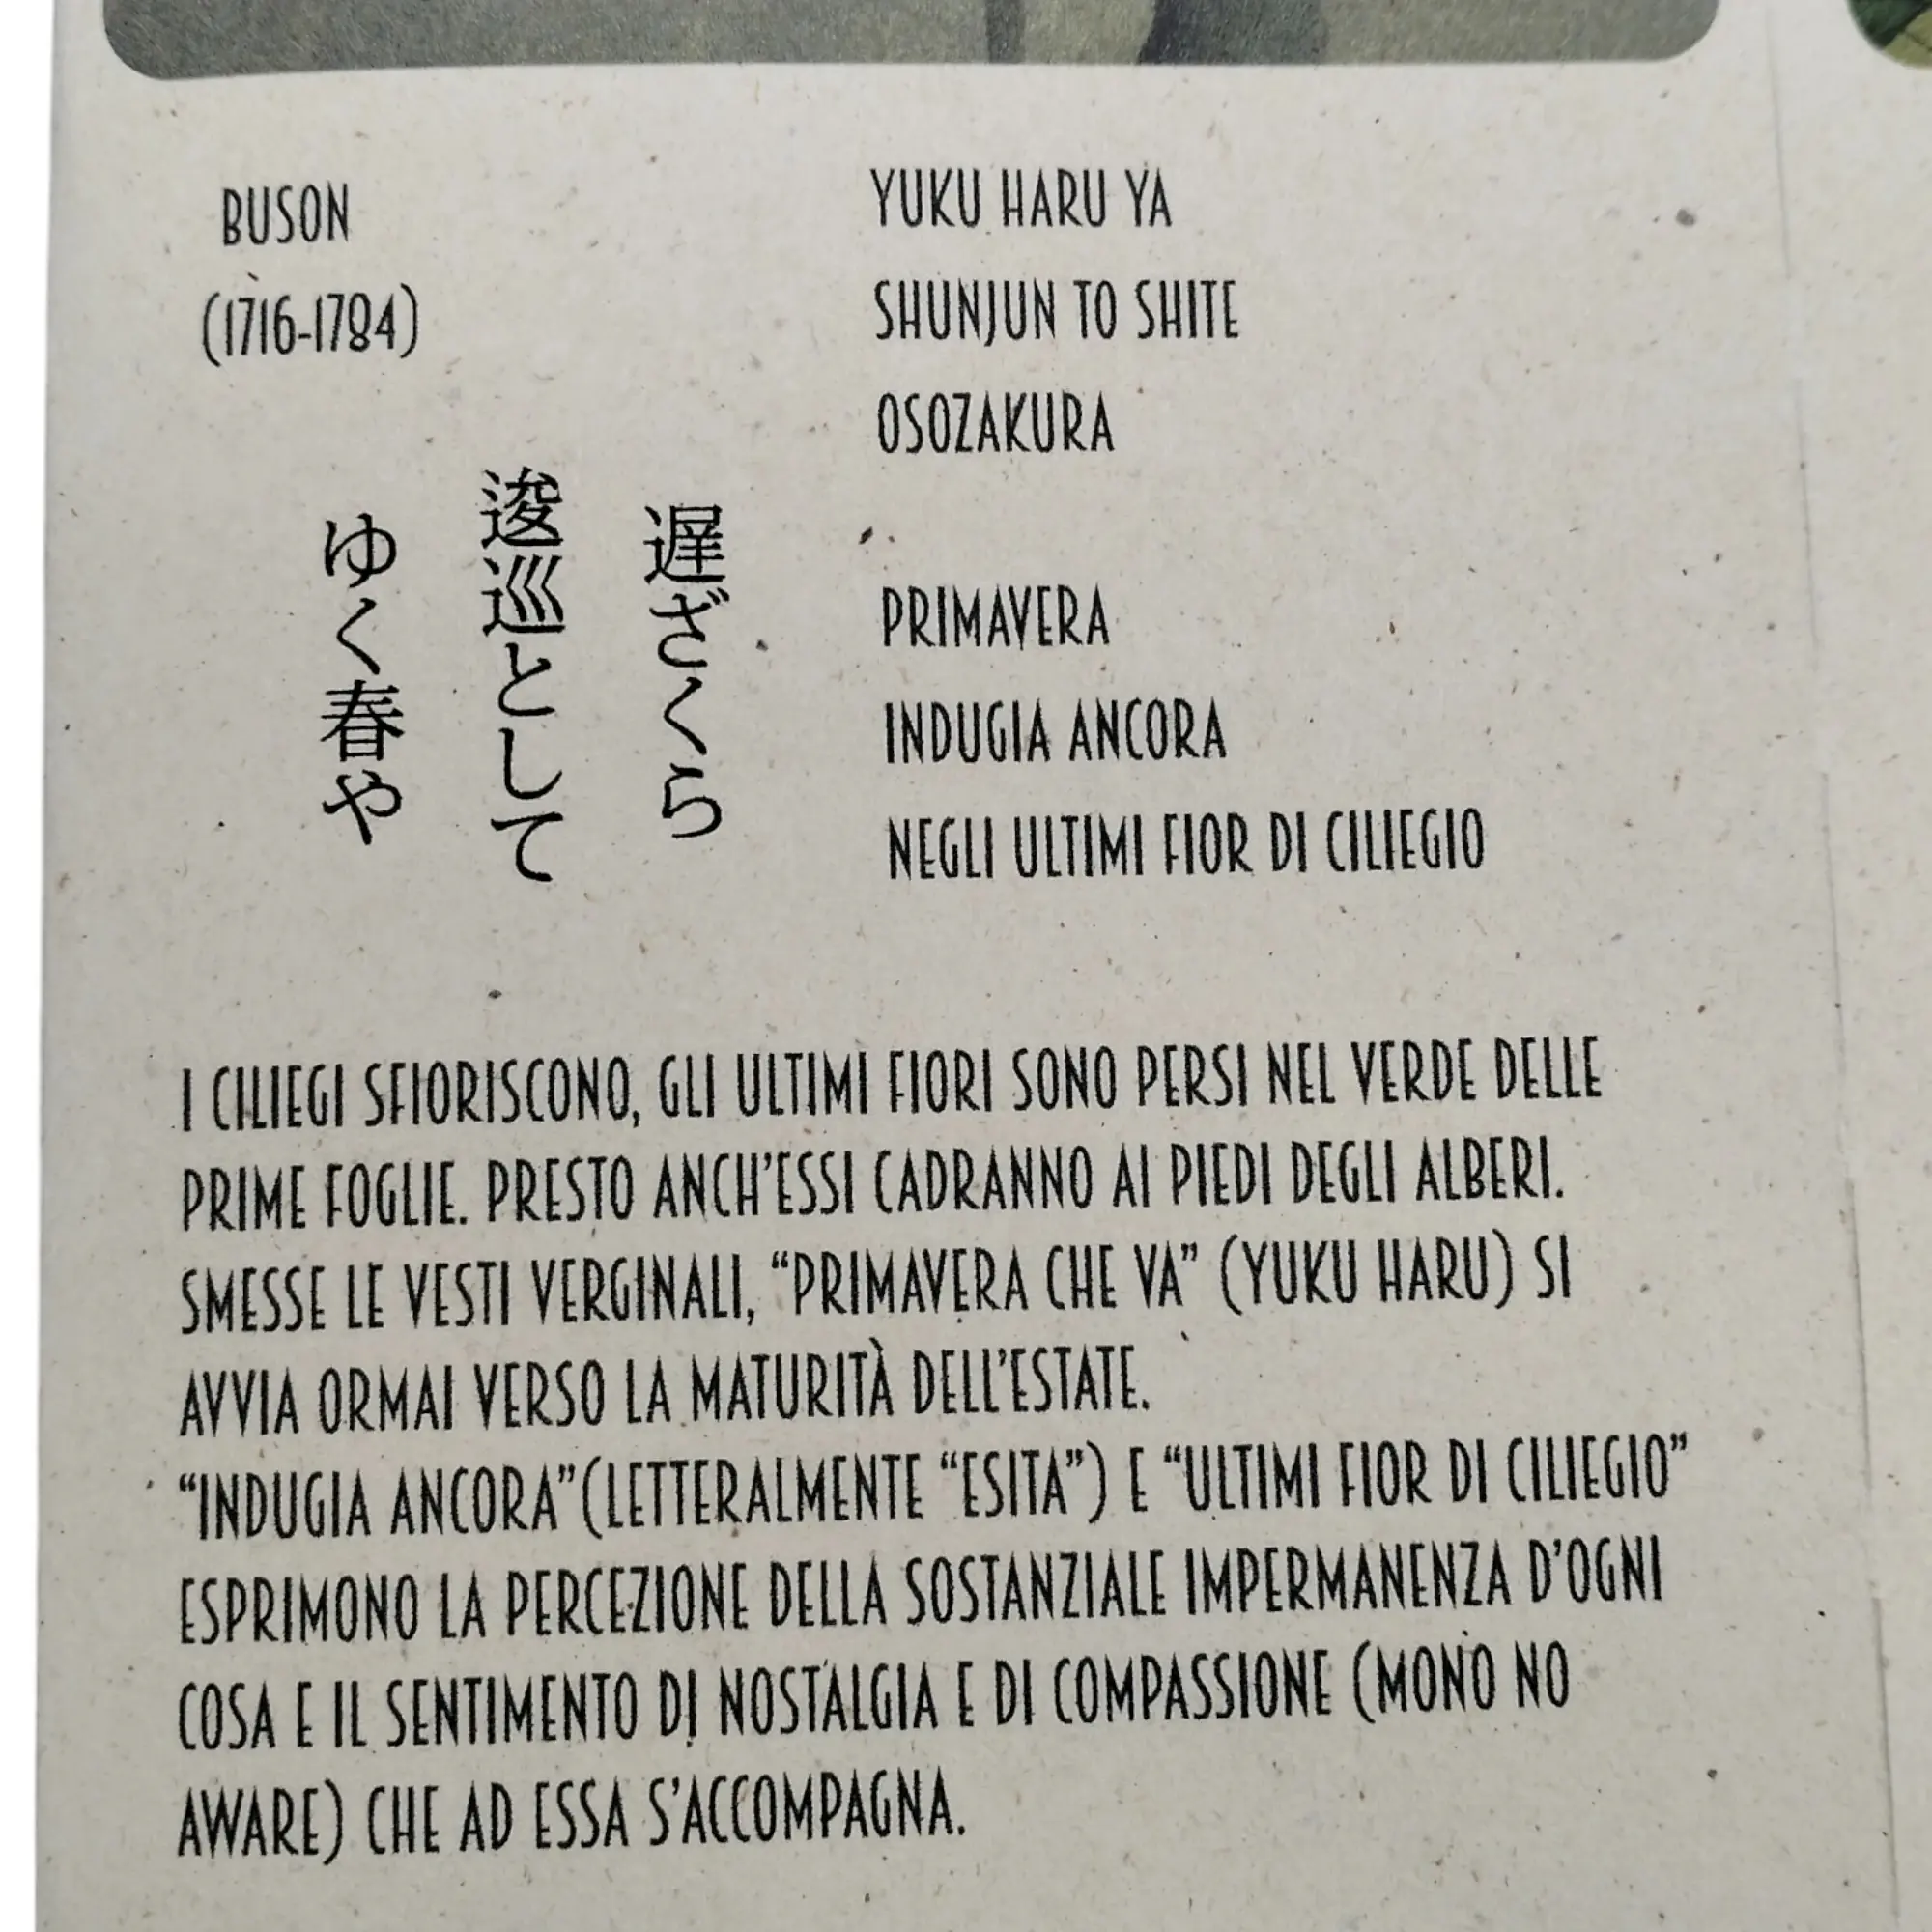 BUSON
(1716-1784)
ゆく春や
逡巡として
遅ざくら
YUKU HARU YA
SHUNJUN TO SHITE
OSOZAKURA
PRIMAVERA
INDUGIA ANCORA
NEGLI ULTIMI FIOR DI CILIEGIO
I CILIEGI SFIORISCONO, GLI ULTIMI FIORI SONO PERSI NEL VERDE DELLE
PRIME FOGLIE. PRESTO ANCH'ESSI CADRANNO AI PIEDI DEGLI ALBERI.
SMESSE LE VESTI VERGINALI, “PRIMAVERA CHE VA” (YUKU HARU) SI
AVVIA ORMAI VERSO LA MATURITÀ DELL'ESTATE.
“INDUGIA ANCORA”(LETTERALMENTE “ESITA”) E “ULTIMI FIOR DI CILIEGIO”
ESPRIMONO LA PERCEZIONE DELLA SOSTANZIALE IMPERMANENZA D'OGNI
COSA E IL SENTIMENTO DI NOSTALGIA E DI COMPASSIONE (MONO NO
AWARE) CHE AD ESSA S'ACCOMPAGNA.